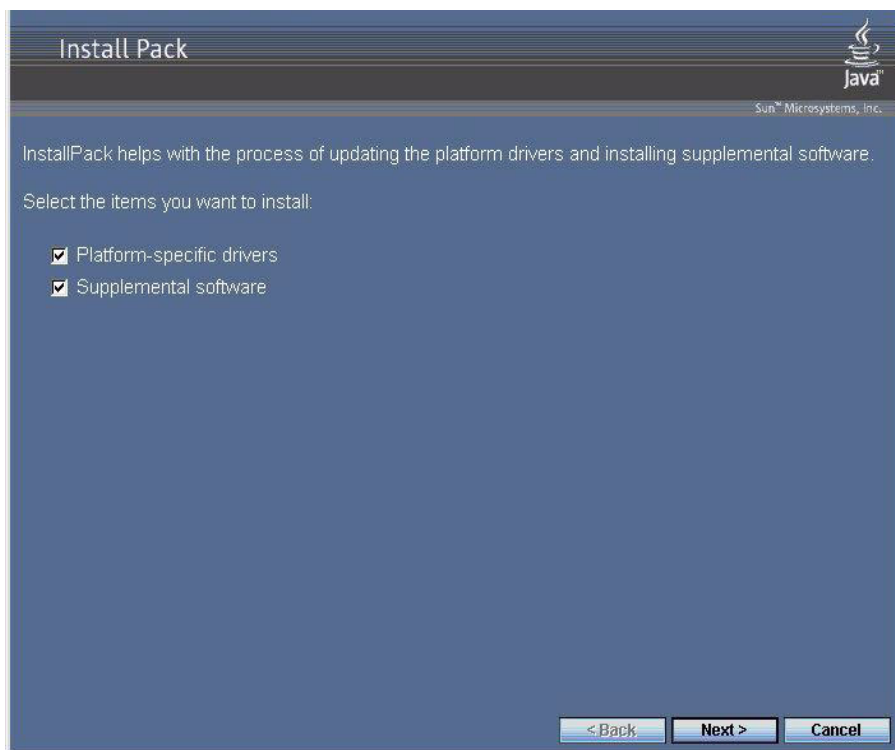 Install Pack
Java™
Sun™ Microsystems, Inc.
InstallPack helps with the process of updating the platform drivers and installing supplemental software.
Select the items you want to install:
Platform-specific drivers
Supplemental software
< Back Next > Cancel